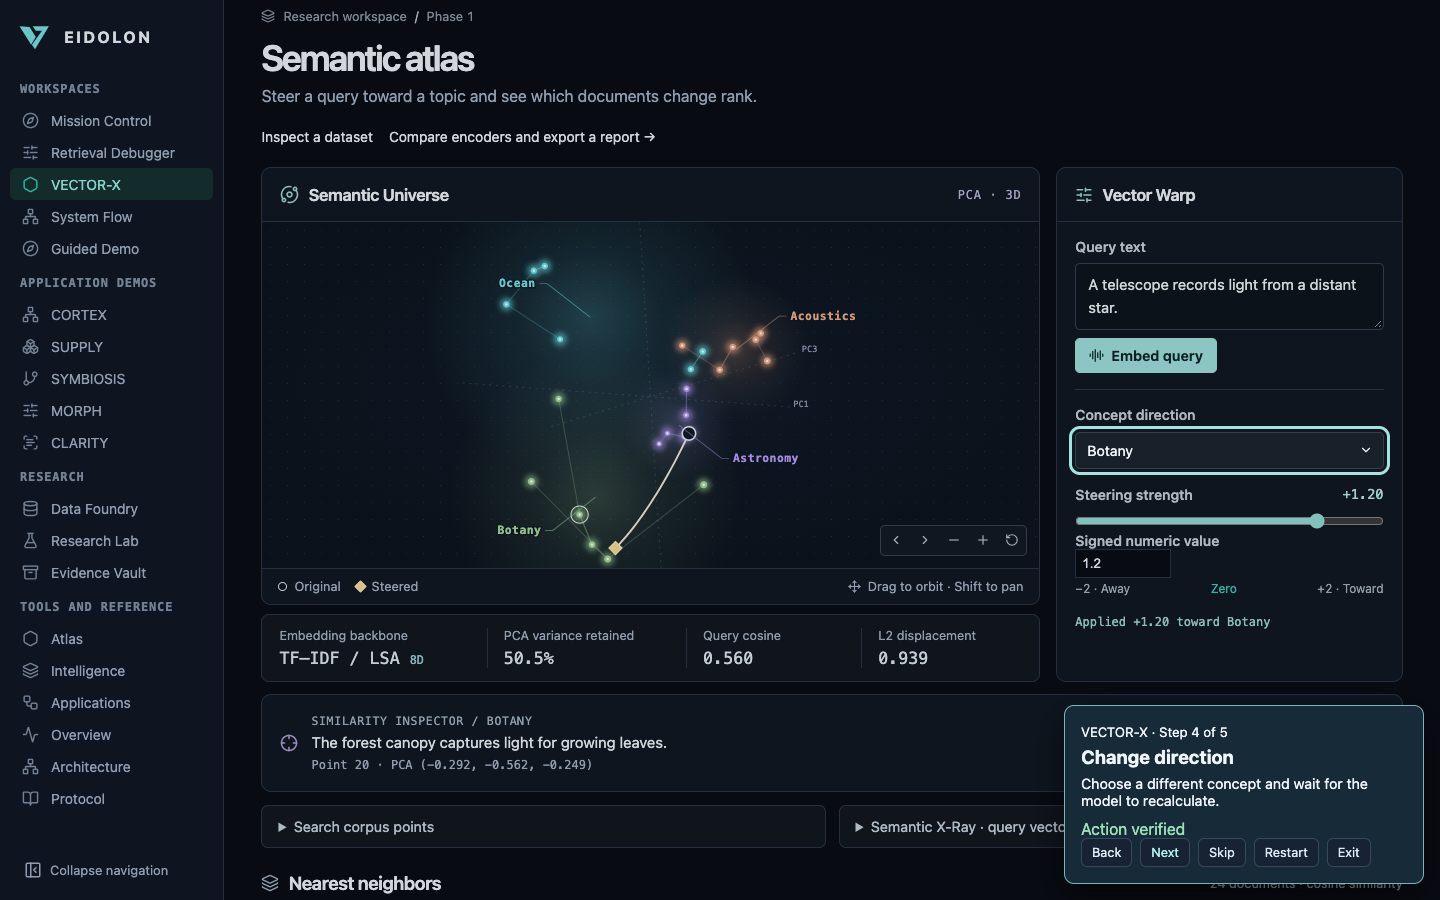 EIDOLON
WORKSPACES
Mission Control
Retrieval Debugger
VECTOR-X
System Flow
Guided Demo
APPLICATION DEMOS
CORTEX
SUPPLY
SYMBIOSIS
MORPH
CLARITY
RESEARCH
Data Foundry
Research Lab
Evidence Vault
TOOLS AND REFERENCE
Atlas
Intelligence
Applications
Overview
Architecture
Protocol
Collapse navigation
Research workspace / Phase 1
Semantic atlas
Steer a query toward a topic and see which documents change rank.
Inspect a dataset Compare encoders and export a report →
Semantic Universe PCA · 3D
Ocean
Acoustics
PC3
PC1
Astronomy
Botany
Original Steered Drag to orbit · Shift to pan
Embedding backbone PCA variance retained Query cosine L2 displacement
TF–IDF / LSA 8D 50.5% 0.560 0.939
Vector Warp
Query text
A telescope records light from a distant
star.
Embed query
Concept direction
Botany
Steering strength +1.20
Signed numeric value
1.2
−2 · Away Zero +2 · Toward
Applied +1.20 toward Botany
SIMILARITY INSPECTOR / BOTANY
The forest canopy captures light for growing leaves.
Point 20 · PCA (−0.292, −0.562, −0.249)
Search corpus points
Semantic X-Ray · query vecto
Nearest neighbors
24 documents · cosine similarity
VECTOR-X · Step 4 of 5
Change direction
Choose a different concept and wait for the
model to recalculate.
Action verified
Back Next Skip Restart Exit